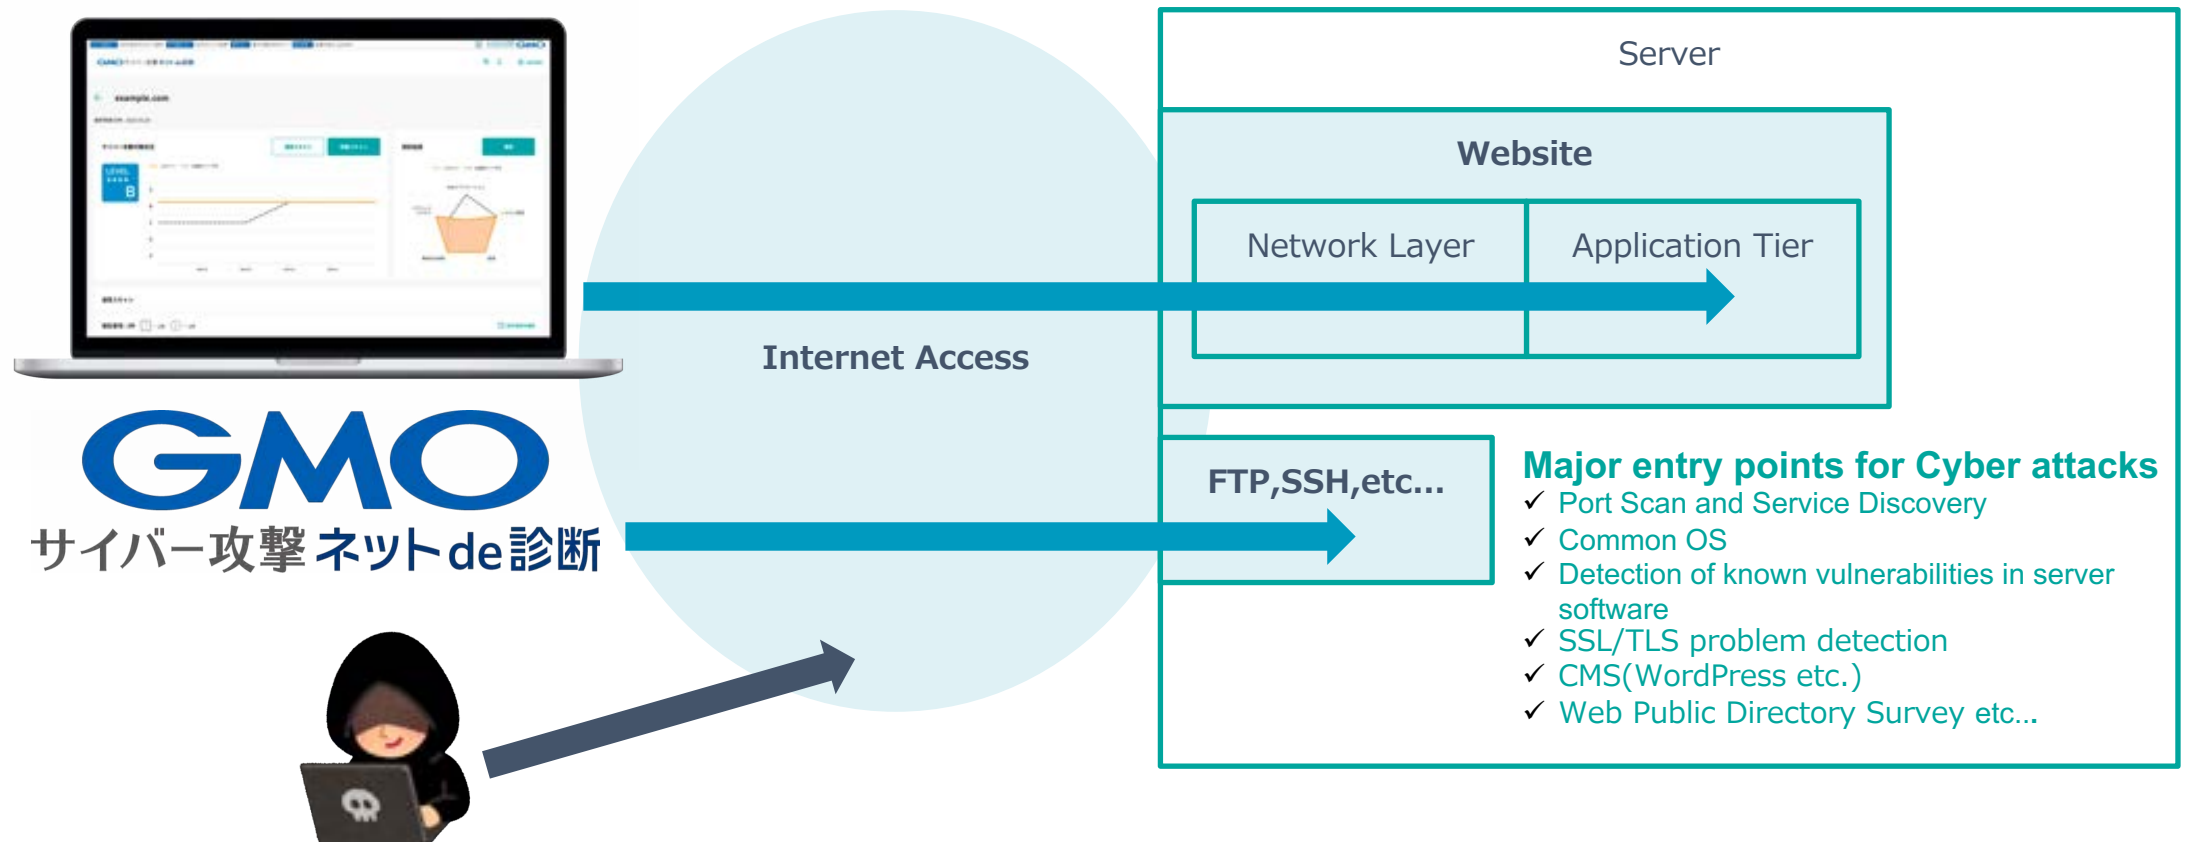 GMO
example.com
LEVEL
B
Internet Access
GMO
サイバー攻撃 ネットde診断
Server
Website
Network Layer
Application Tier
FTP,SSH,etc...
Major entry points for Cyber attacks
✓ Port Scan and Service Discovery
✓ Common OS
✓ Detection of known vulnerabilities in server
software
✓ SSL/TLS problem detection
✓ CMS(WordPress etc.)
✓ Web Public Directory Survey etc...